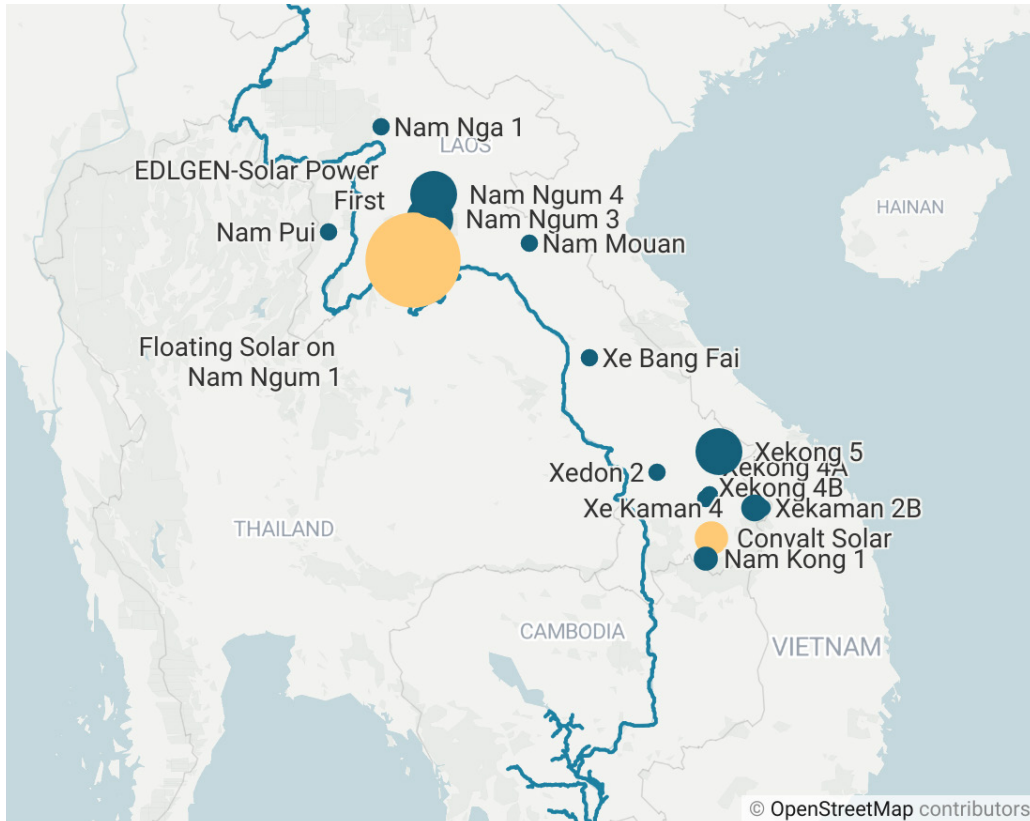 Nam Nga 1
LAOS
EDLGEN-Solar Power
First
Nam Ngum 4
HAINAN
Nam Ngum 3
Nam Pui
Nam Mouan
Floating Solar on
Nam Ngum 1
Xe Bang Fai
Xekong 5
Xekong 4A
Xedon 2
Xekong 4B
Xe Kaman 4
Xekaman 2B
THAILAND
Convalt Solar
Nam Kong 1
CAMBODIA
VIETNAM
© OpenStreetMap contributors